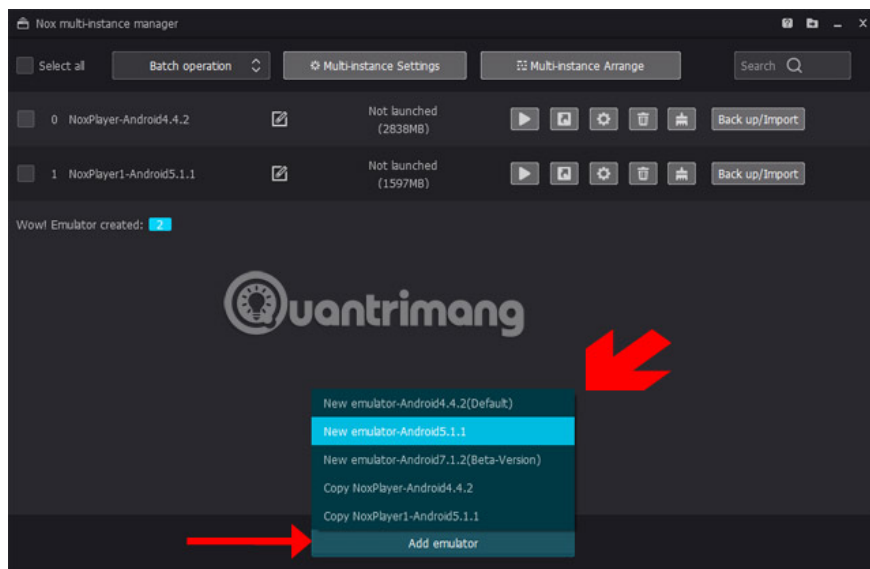 Nox multi-instance manager
Select all Batch operation Multi-instance Settings Multi-instance Arrange Search
0 NoxPlayer-Android4.4.2 Not launched (2838MB) Back up/Import
1 NoxPlayer1-Android5.1.1 Not launched (1597MB) Back up/Import
Wow! Emulator created: 2
Quantrimang
New emulator-Android4.4.2(Default)
New emulator-Android5.1.1
New emulator-Android7.1.2(Beta-Version)
Copy NoxPlayer-Android4.4.2
Copy NoxPlayer1-Android5.1.1
Add emulator